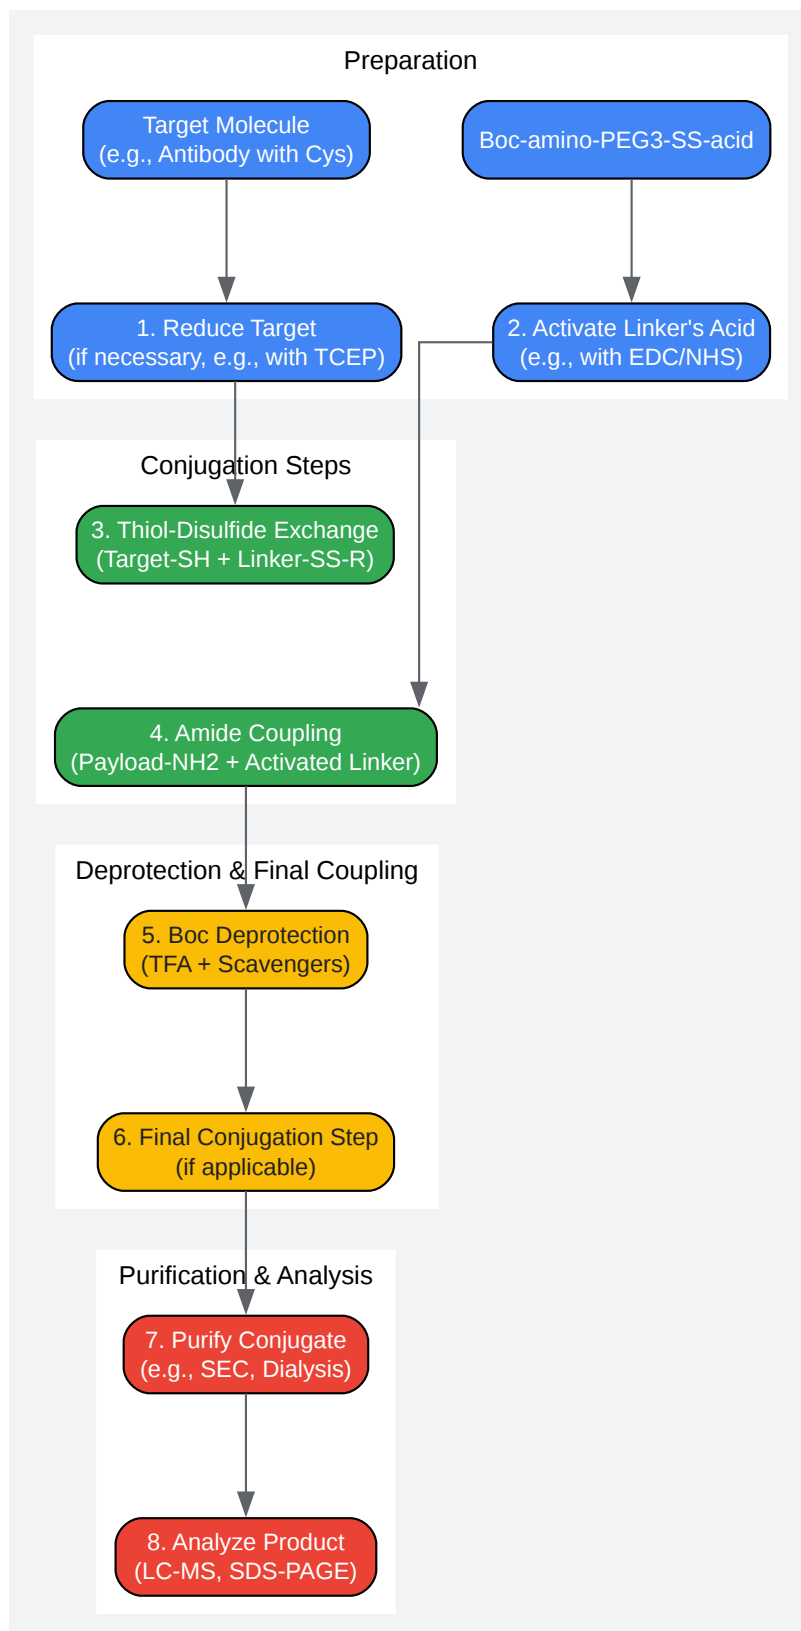 Preparation
Target Molecule
(e.g., Antibody with Cys)
Boc-amino-PEG3-SS-acid
1. Reduce Target
(if necessary, e.g., with TCEP)
2. Activate Linker's Acid
(e.g., with EDC/NHS)
Conjugation Steps
3. Thiol-Disulfide Exchange
(Target-SH + Linker-SS-R)
4. Amide Coupling
(Payload-NH2 + Activated Linker)
Deprotection & Final Coupling
5. Boc Deprotection
(TFA + Scavengers)
6. Final Conjugation Step
(if applicable)
Purification & Analysis
7. Purify Conjugate
(e.g., SEC, Dialysis)
8. Analyze Product
(LC-MS, SDS-PAGE)